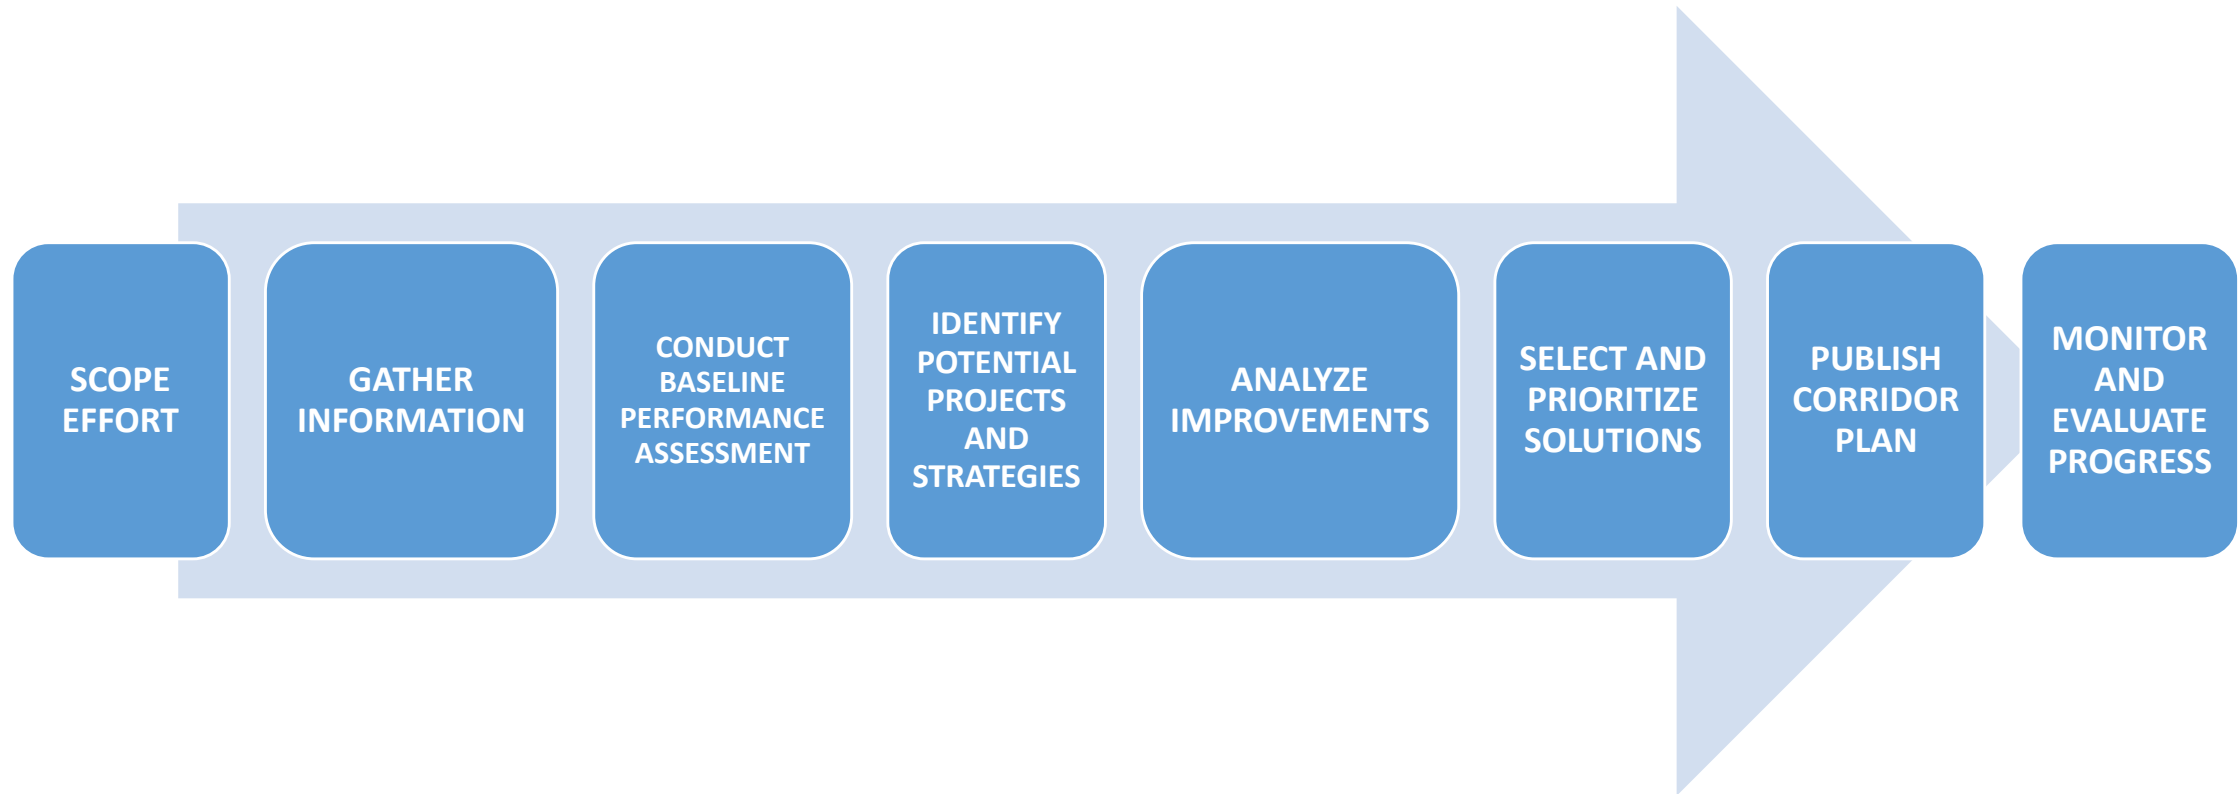 SCOPE
EFFORT
GATHER
INFORMATION
CONDUCT
BASELINE
PERFORMANCE
ASSESSMENT
IDENTIFY
POTENTIAL
PROJECTS
AND
STRATEGIES
ANALYZE
IMPROVEMENTS
SELECT AND
PRIORITIZE
SOLUTIONS
PUBLISH
CORRIDOR
PLAN
MONITOR
AND
EVALUATE
PROGRESS